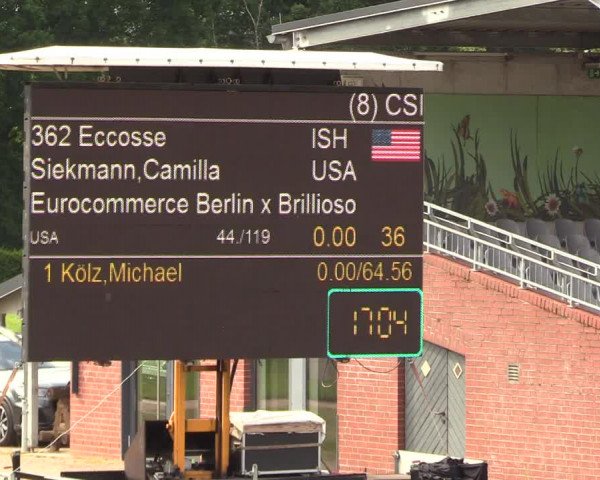 (8) CSI
362 Eccosse ISH
Siekmann,Camilla USA
Eurocommerce Berlin x Brillioso
USA 44./119 0.00 36
1 Kölz,Michael 0.00/64.56
17.04